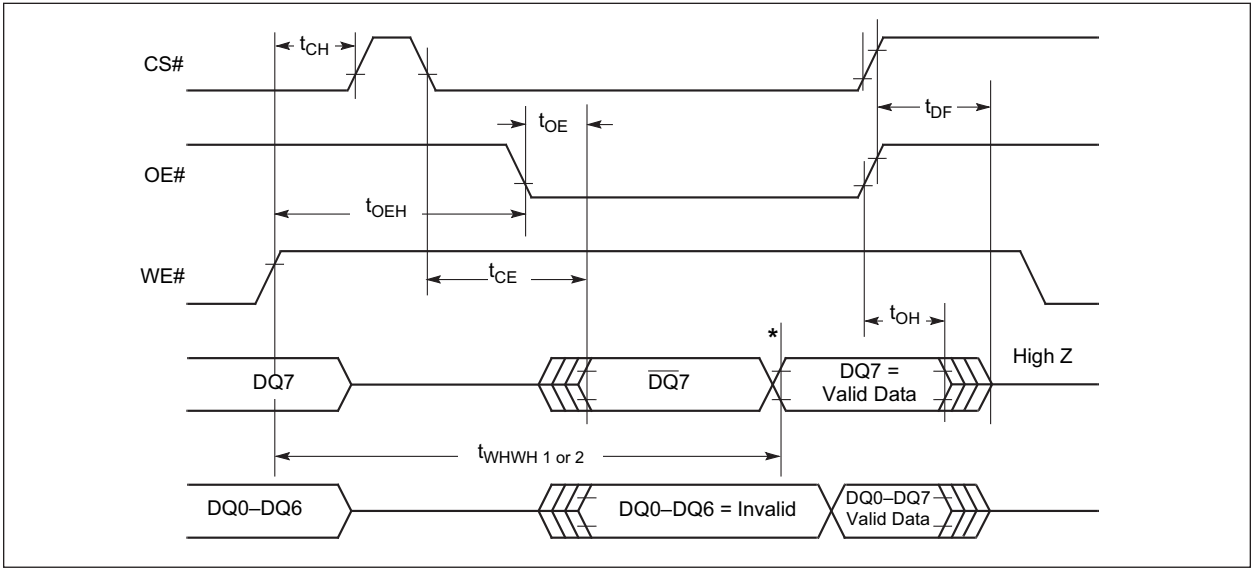 CS#
tCH
tDF
tOE
OE#
tOEH
WE#
tCE
tOH
*
High Z
DQ7
D̅Q̅7
DQ7 =
Valid Data
tWHWH 1 or 2
DQ0–DQ6
DQ0–DQ6 = Invalid
DQ0–DQ7
Valid Data